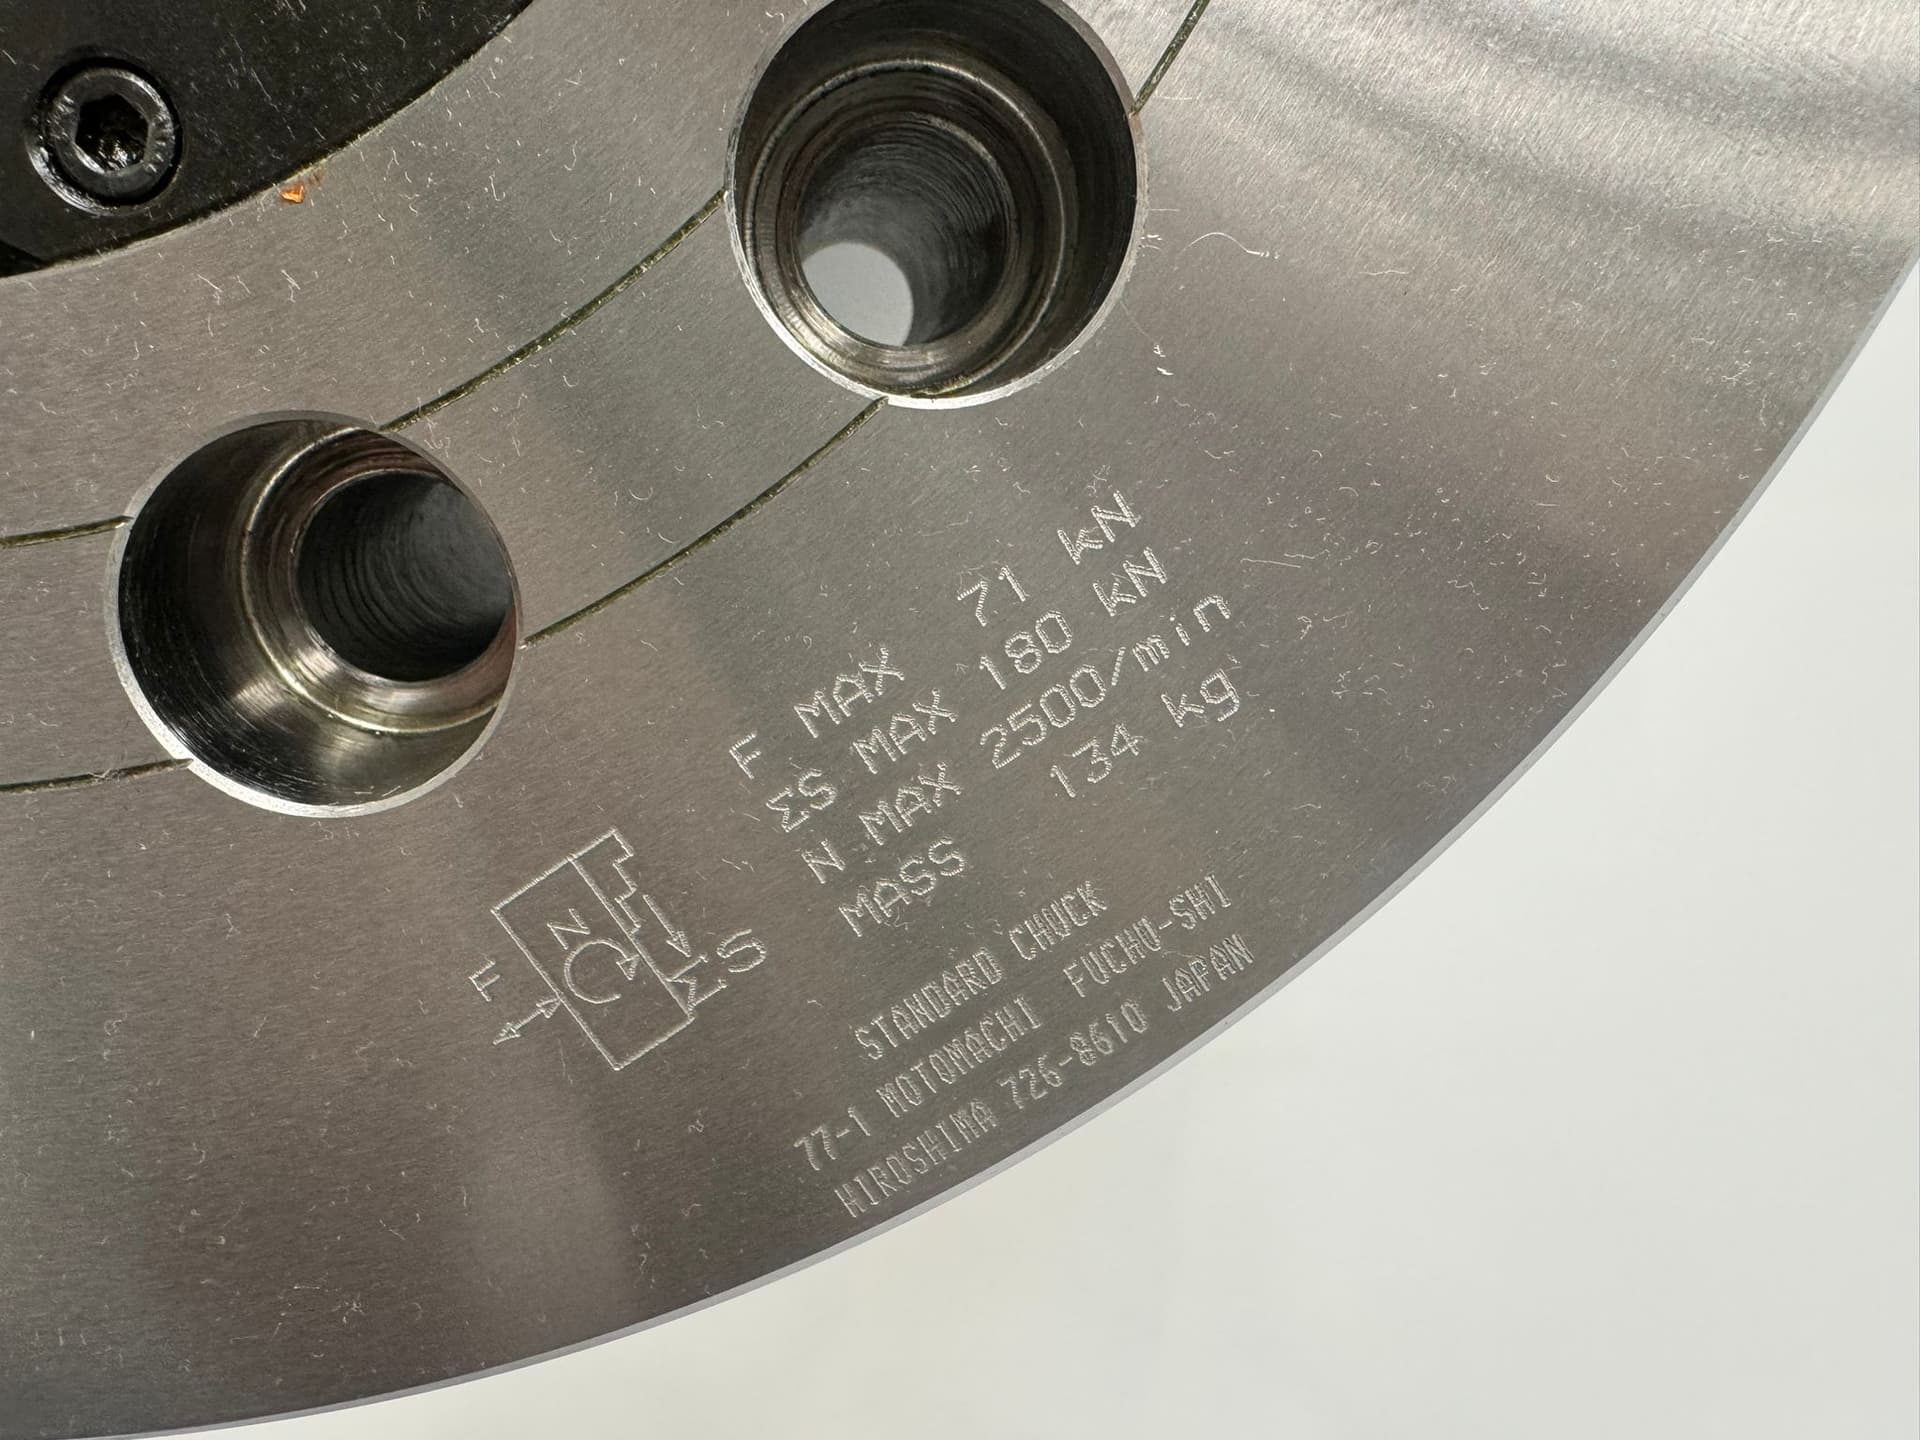 F MAX 71 kN
ΣS MAX 180 kN
N MAX 2500/min
MASS 134 kg
F
N
ΣS
STANDARD CHUCK
77-1 MOTOMACHI FUCHU-SHI
HIROSHIMA 726-8610 JAPAN